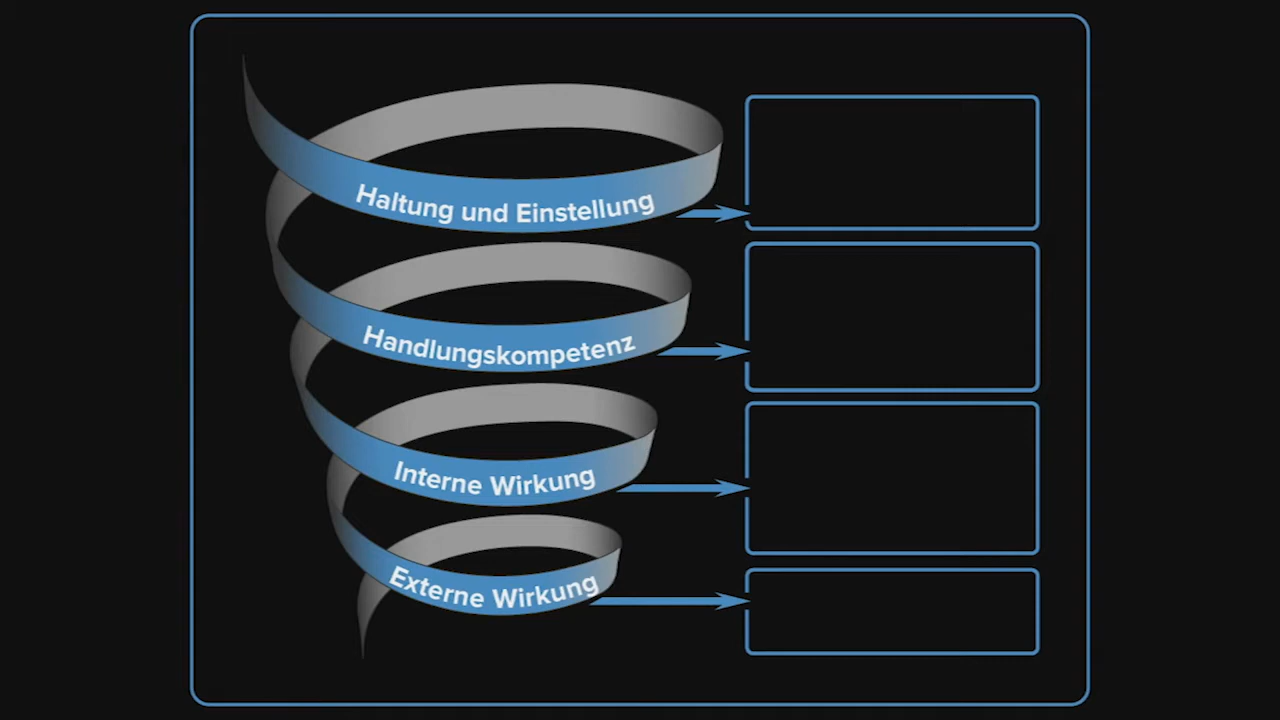 Haltung und Einstellung
Handlungskompetenz
Interne Wirkung
Externe Wirkung